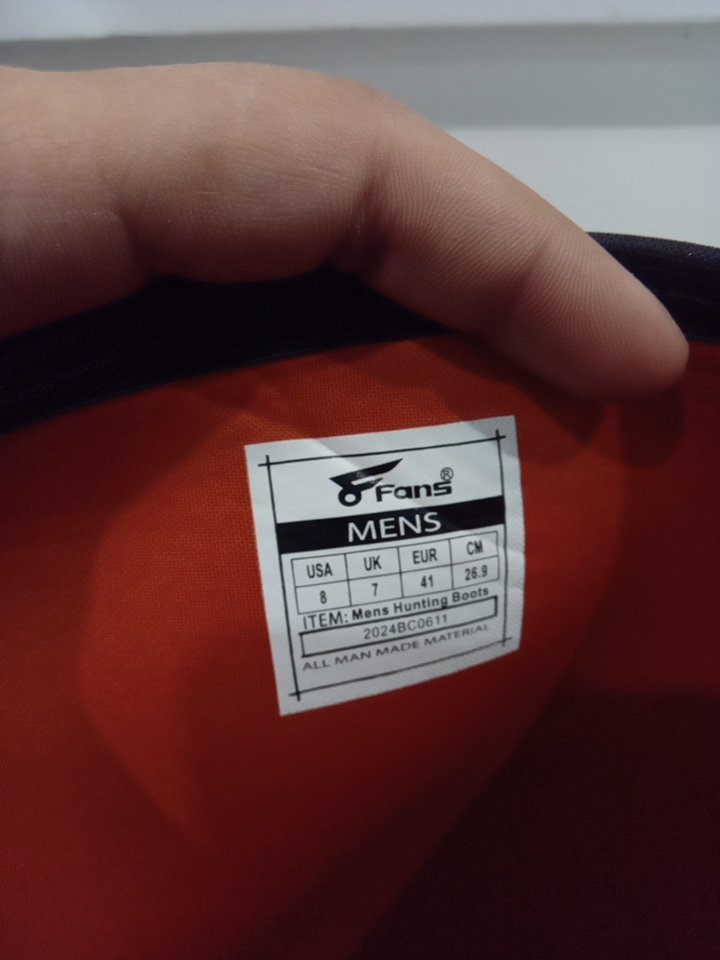 Fans®
MENS
USA UK EUR CM
8 7 41 26.9
ITEM: Mens Hunting Boots
2024BC0611
ALL MAN MADE MATERIAL